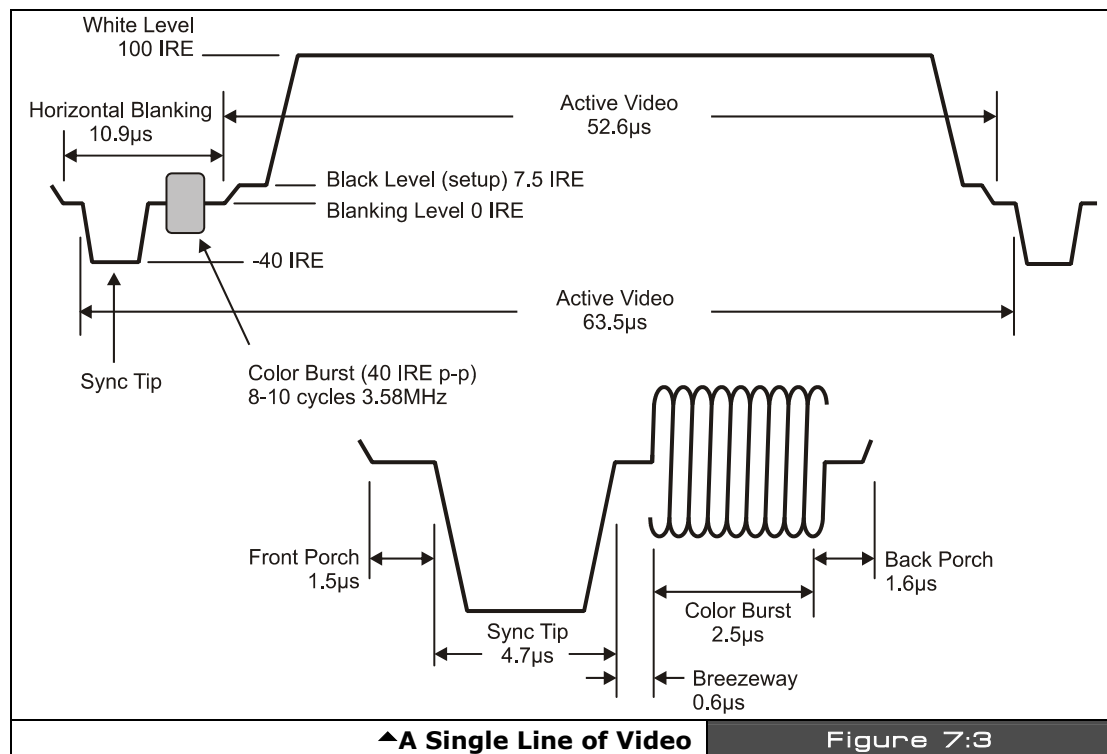 White Level
100 IRE
Horizontal Blanking
10.9µs
Active Video
52.6µs
Black Level (setup) 7.5 IRE
Blanking Level 0 IRE
-40 IRE
Active Video
63.5µs
Sync Tip
Color Burst (40 IRE p-p)
8-10 cycles 3.58MHz
Front Porch
1.5µs
Back Porch
1.6µs
Color Burst
2.5µs
Sync Tip
4.7µs
Breezeway
0.6µs
▲A Single Line of Video
Figure 7:3